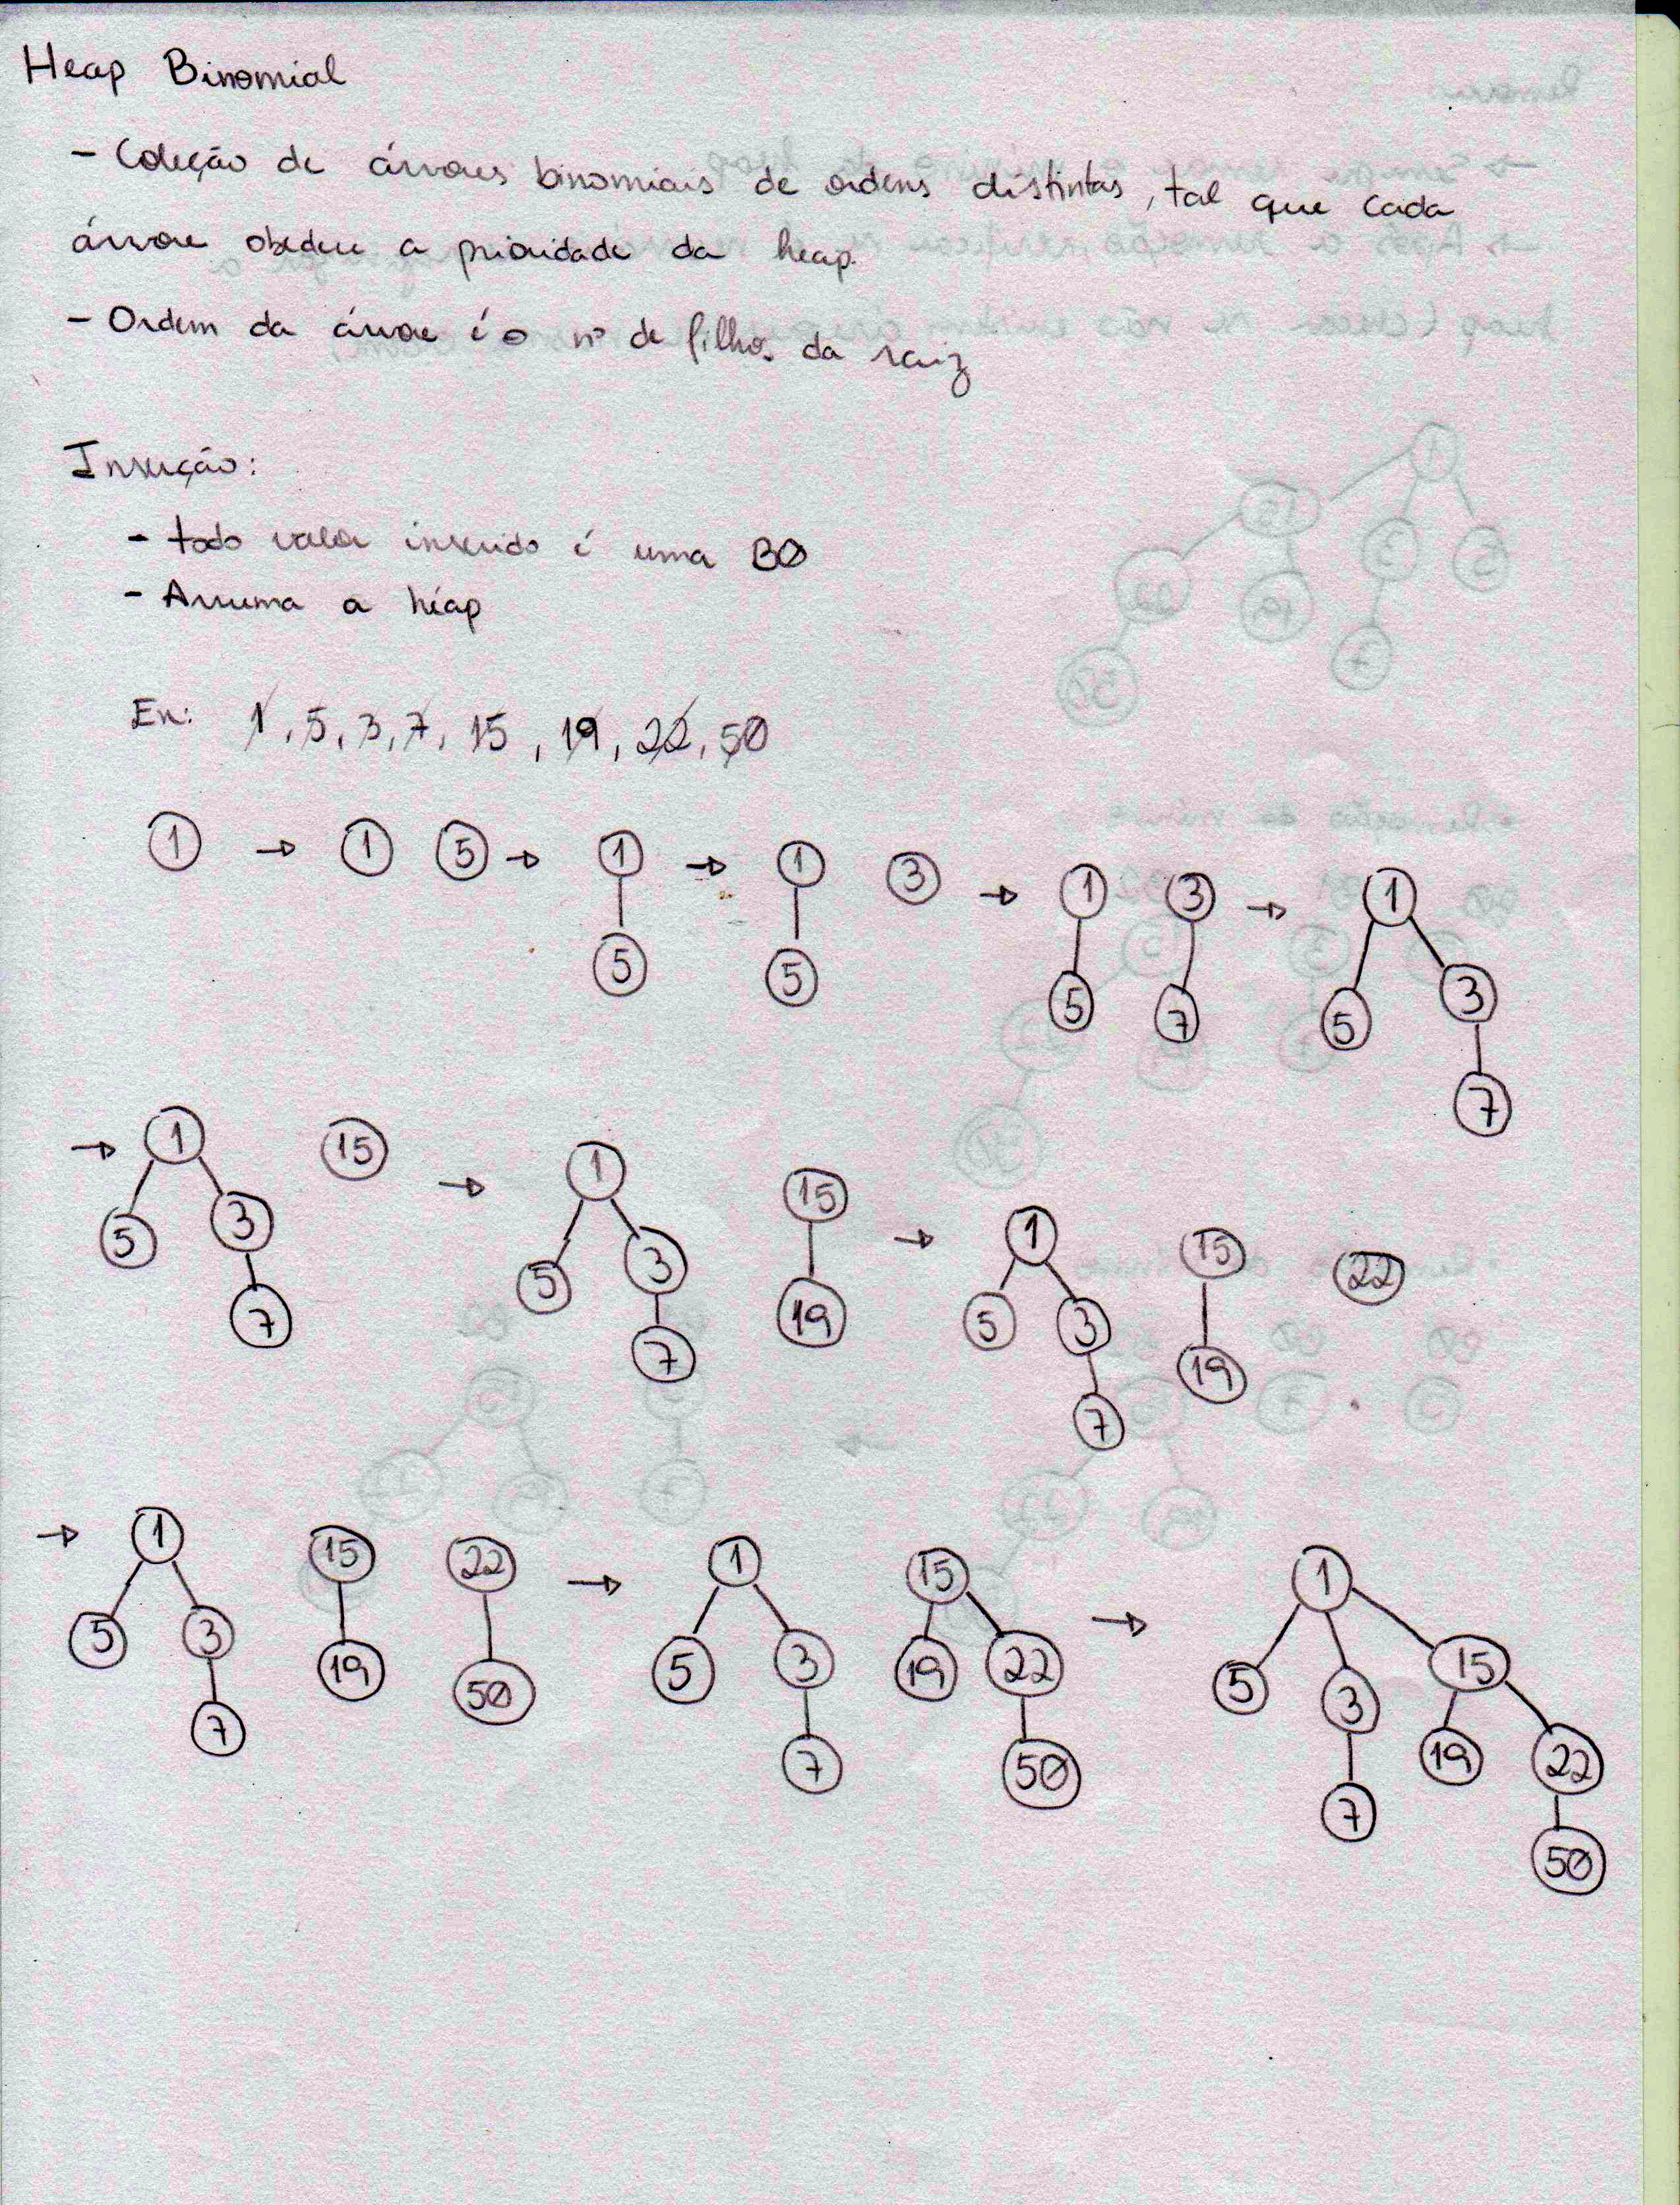 Heap Binomial
- Coleção de árvores binomiais de ordens distintas, tal que cada
árvore obedece a prioridade da heap.
- Ordem da árvore é o nº de filhos da raiz
Inserção:
- todo valor inserido é uma B0
- Arruma a heap
Ex: 1, 5, 3, 7, 15, 19, 22, 50
1 → 1 5 → 1 → 1 3 → 1 3 → 1
5 5 5 7 5 3
7
→ 1 15 → 1 15 → 1 15 22
5 3 5 3 19 5 3 19
7 7 7
→ 1 15 22 → 1 15 → 1
5 3 19 50 5 3 19 22 5 3 15
7 7 50 7 19 22
50